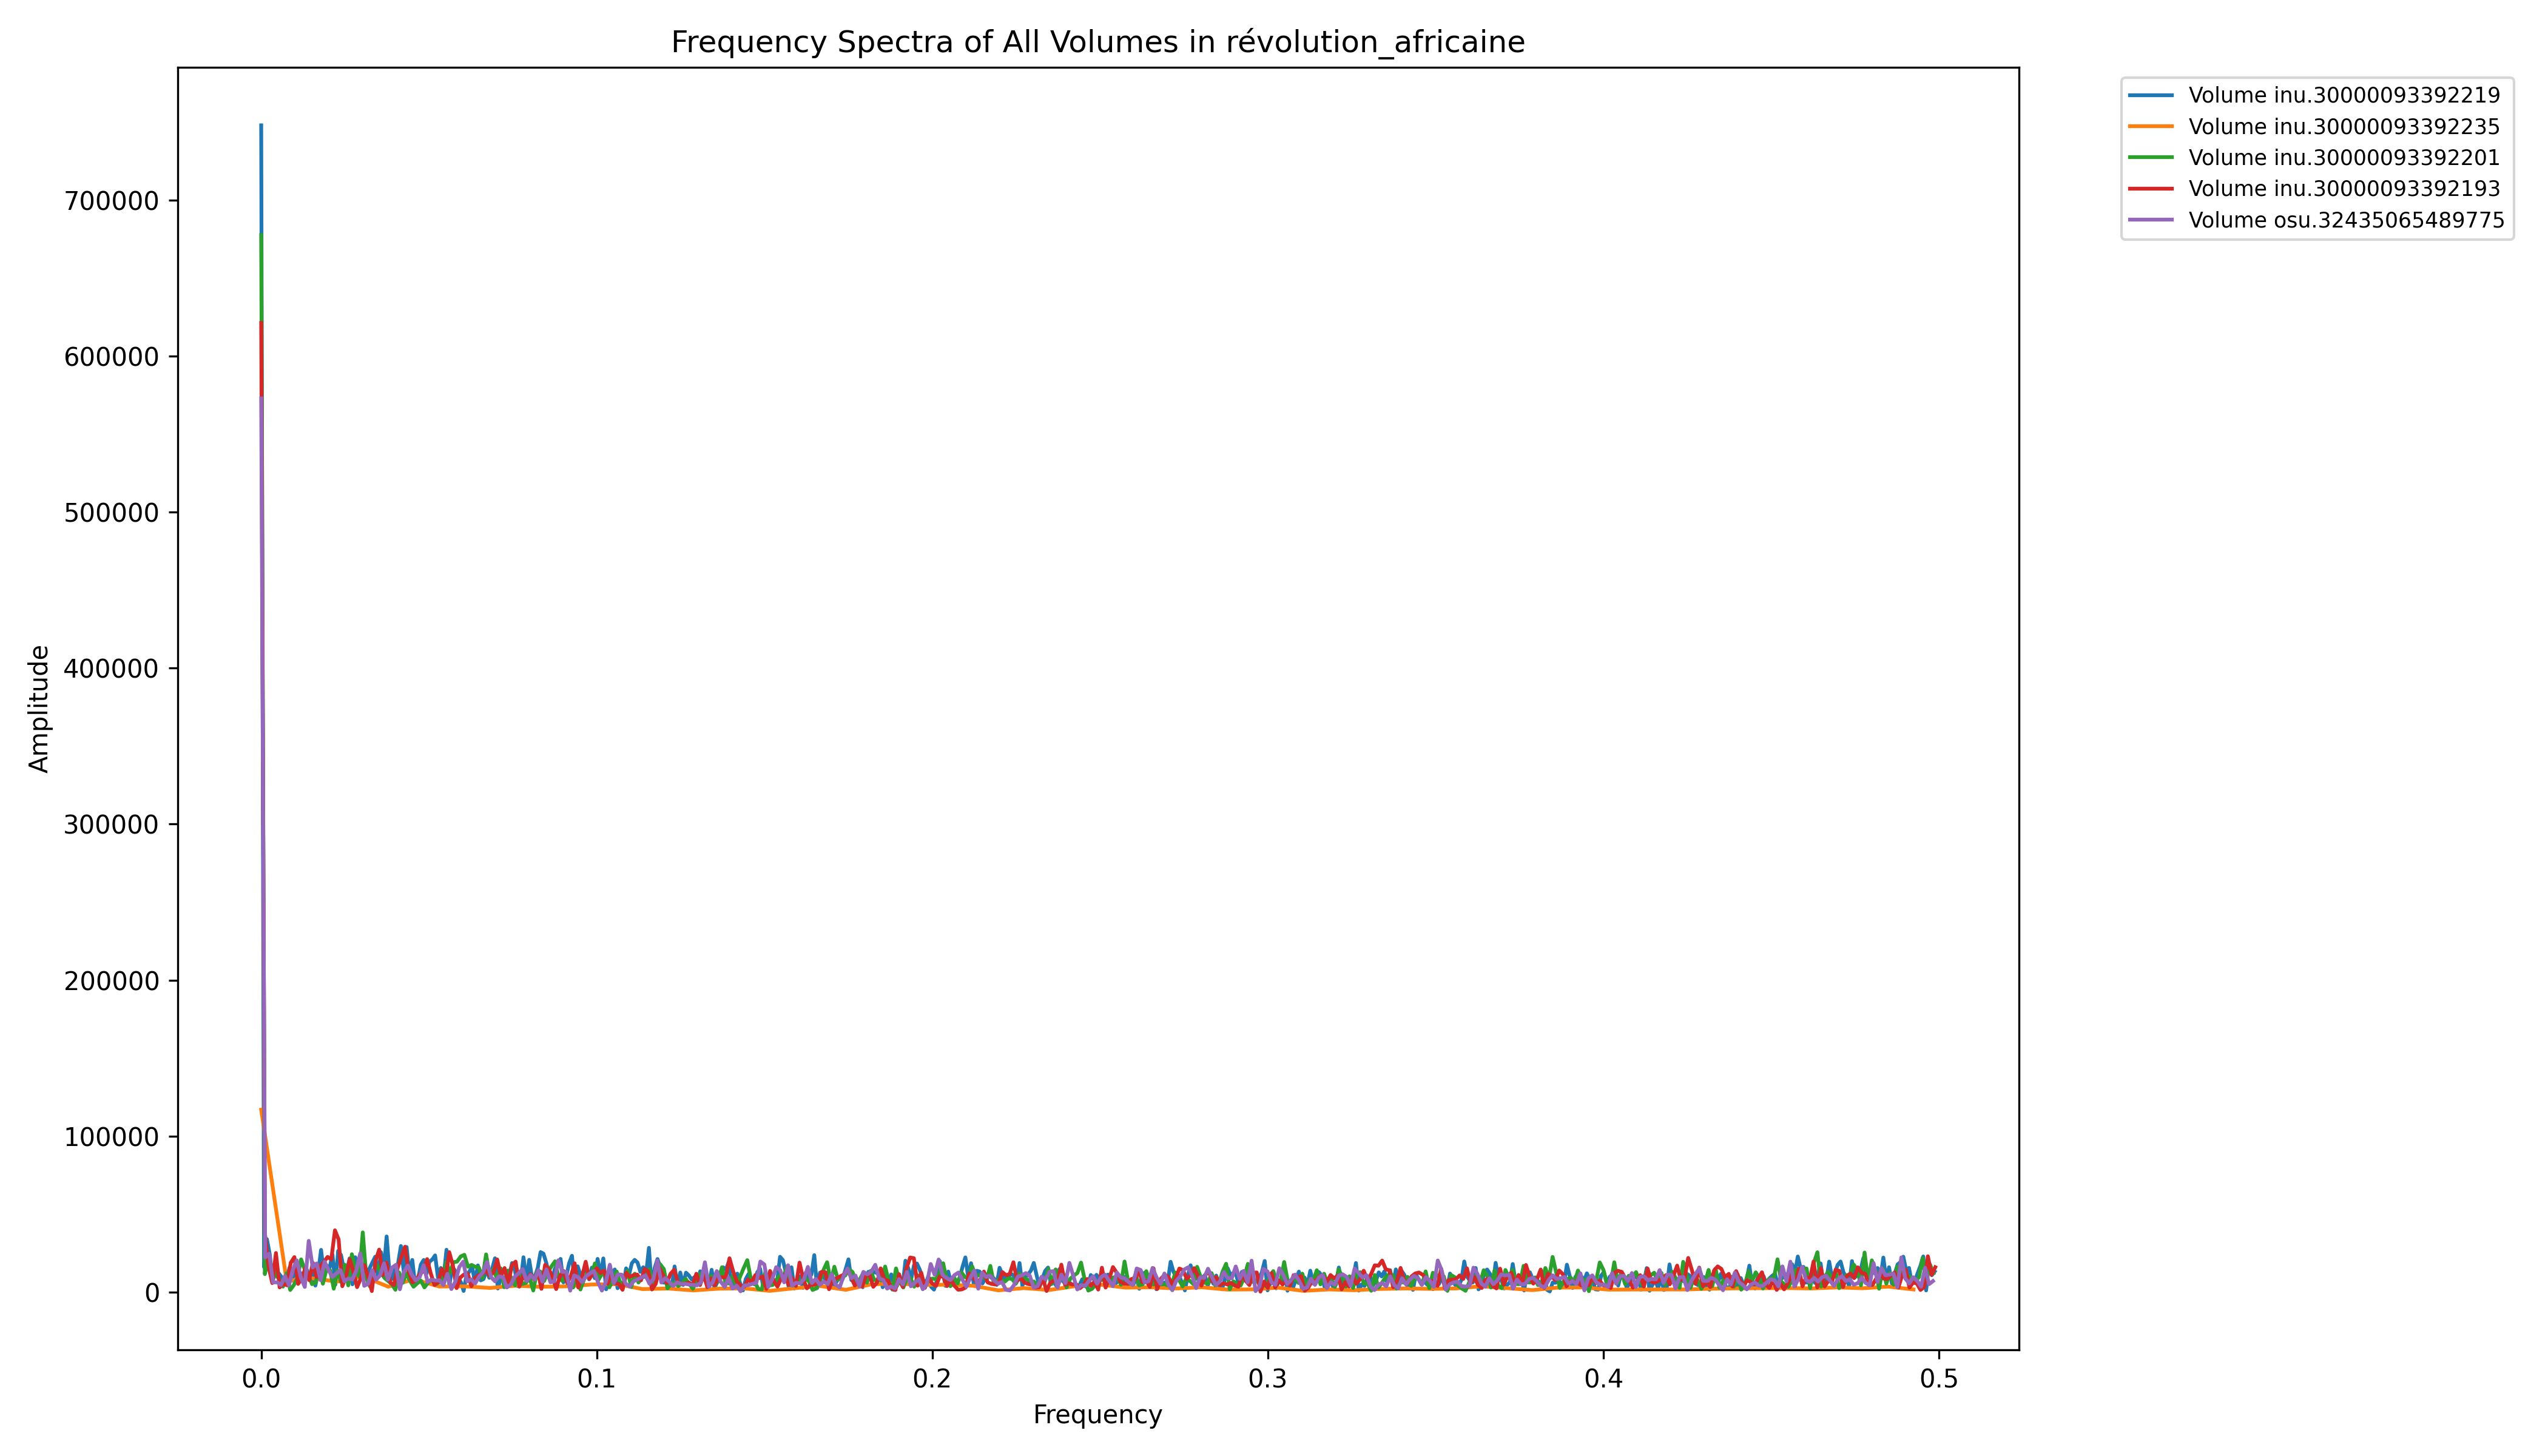 Frequency Spectra of All Volumes in révolution_africaine
Volume inu.30000093392219
Volume inu.30000093392235
Volume inu.30000093392201
Volume inu.30000093392193
Volume osu.32435065489775
Amplitude
700000
600000
500000
400000
300000
200000
100000
0
0.0 0.1 0.2 0.3 0.4 0.5
Frequency